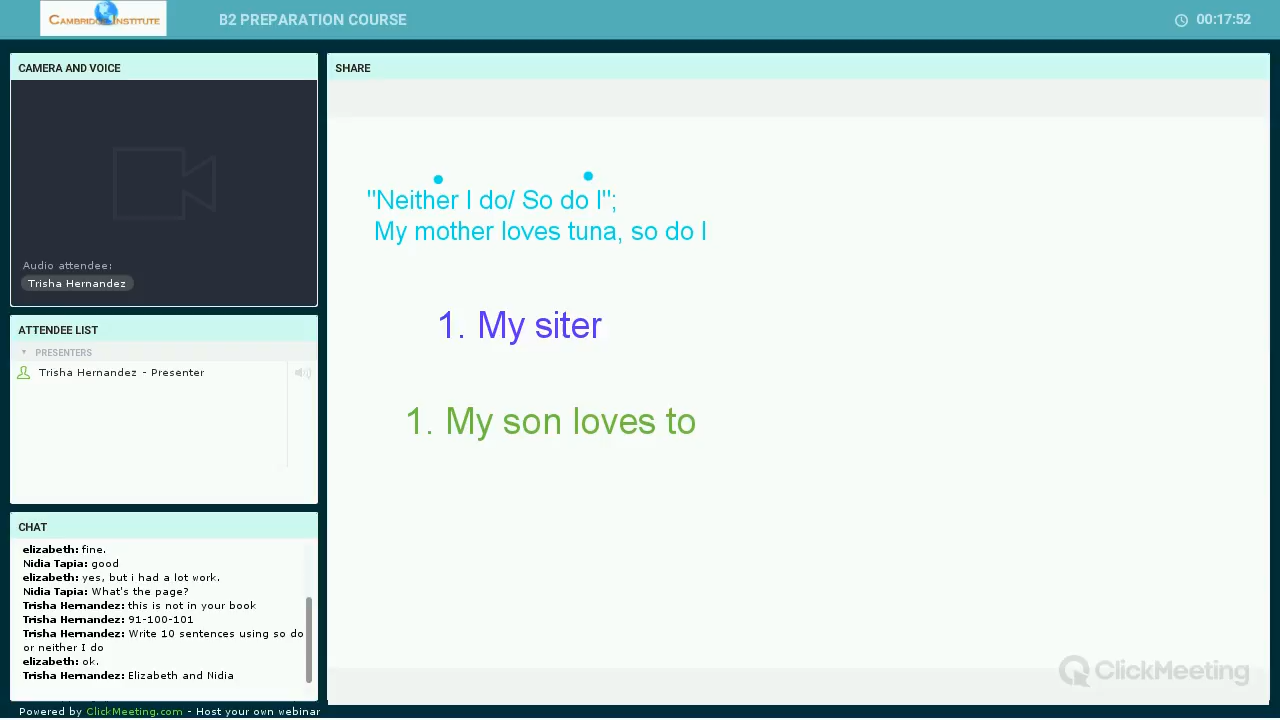 CAMBRIDGE INSTITUTE
B2 PREPARATION COURSE
00:17:52
CAMERA AND VOICE
Audio attendee:
Trisha Hernandez
ATTENDEE LIST
PRESENTERS
Trisha Hernandez - Presenter
CHAT
elizabeth: fine.
Nidia Tapia: good
elizabeth: yes, but i had a lot work.
Nidia Tapia: What's the page?
Trisha Hernandez: this is not in your book
Trisha Hernandez: 91-100-101
Trisha Hernandez: Write 10 sentences using so do
or neither I do
elizabeth: ok.
Trisha Hernandez: Elizabeth and Nidia
Powered by ClickMeeting.com - Host your own webinar
SHARE
"Neither I do/ So do I";
My mother loves tuna, so do I
1. My siter
1. My son loves to
ClickMeeting